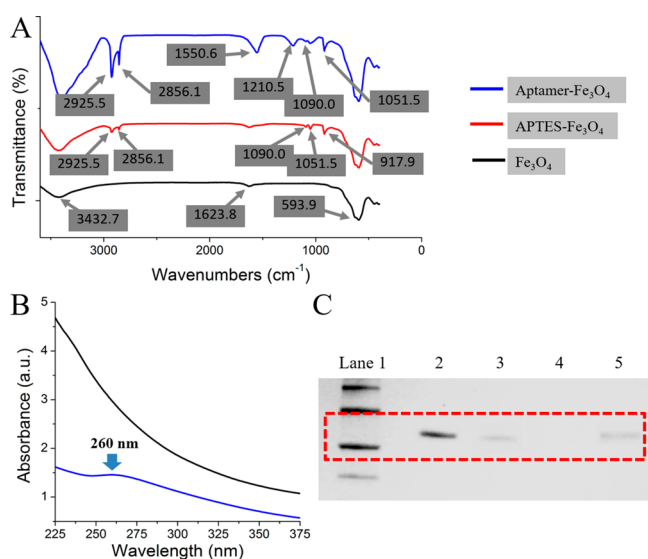 A
Transmittance (%)
1550.6
2925.5
2856.1
1210.5
1090.0
1051.5
2925.5
2856.1
1090.0
1051.5
917.9
3432.7
1623.8
593.9
3000
2000
1000
0
Wavenumbers (cm⁻¹)
Aptamer-Fe₃O₄
APTES-Fe₃O₄
Fe₃O₄
B
Absorbance (a.u.)
5
4
3
2
1
260 nm
225
250
275
300
325
350
375
Wavelength (nm)
C
Lane 1 2 3 4 5